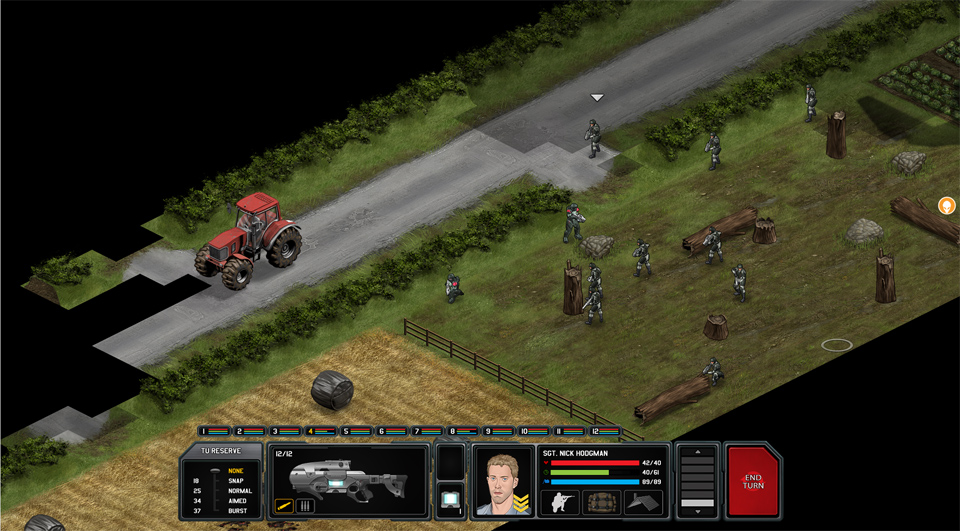 1 2 3 4 5 6 7 8 9 10 11 12
TU RESERVE
NONE
18 SNAP
25 NORMAL
34 AIMED
37 BURST
12/12
SGT. NICK HODGMAN
42/40
40/61
89/89
END
TURN